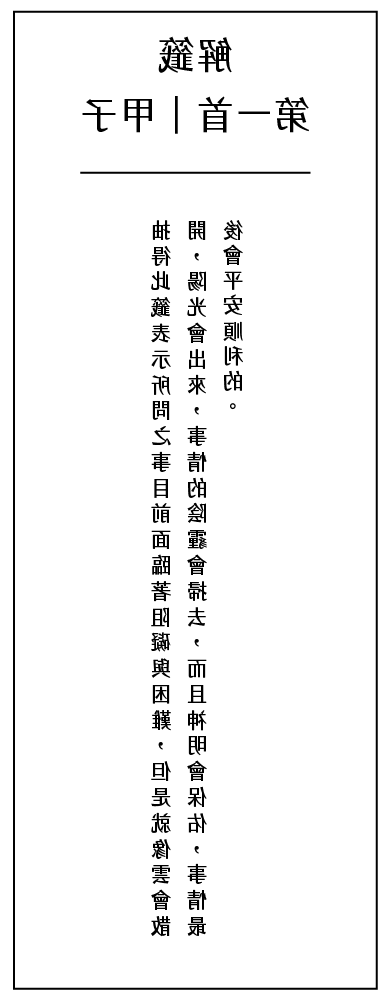 解籤
第一首｜甲子
抽得此籤表示所問之事目前面臨著阻礙與困難，但是就像雲會散
開，陽光會出來，事情的陰霾會掃去，而且神明會保佑，事情最
後會平安順利的。